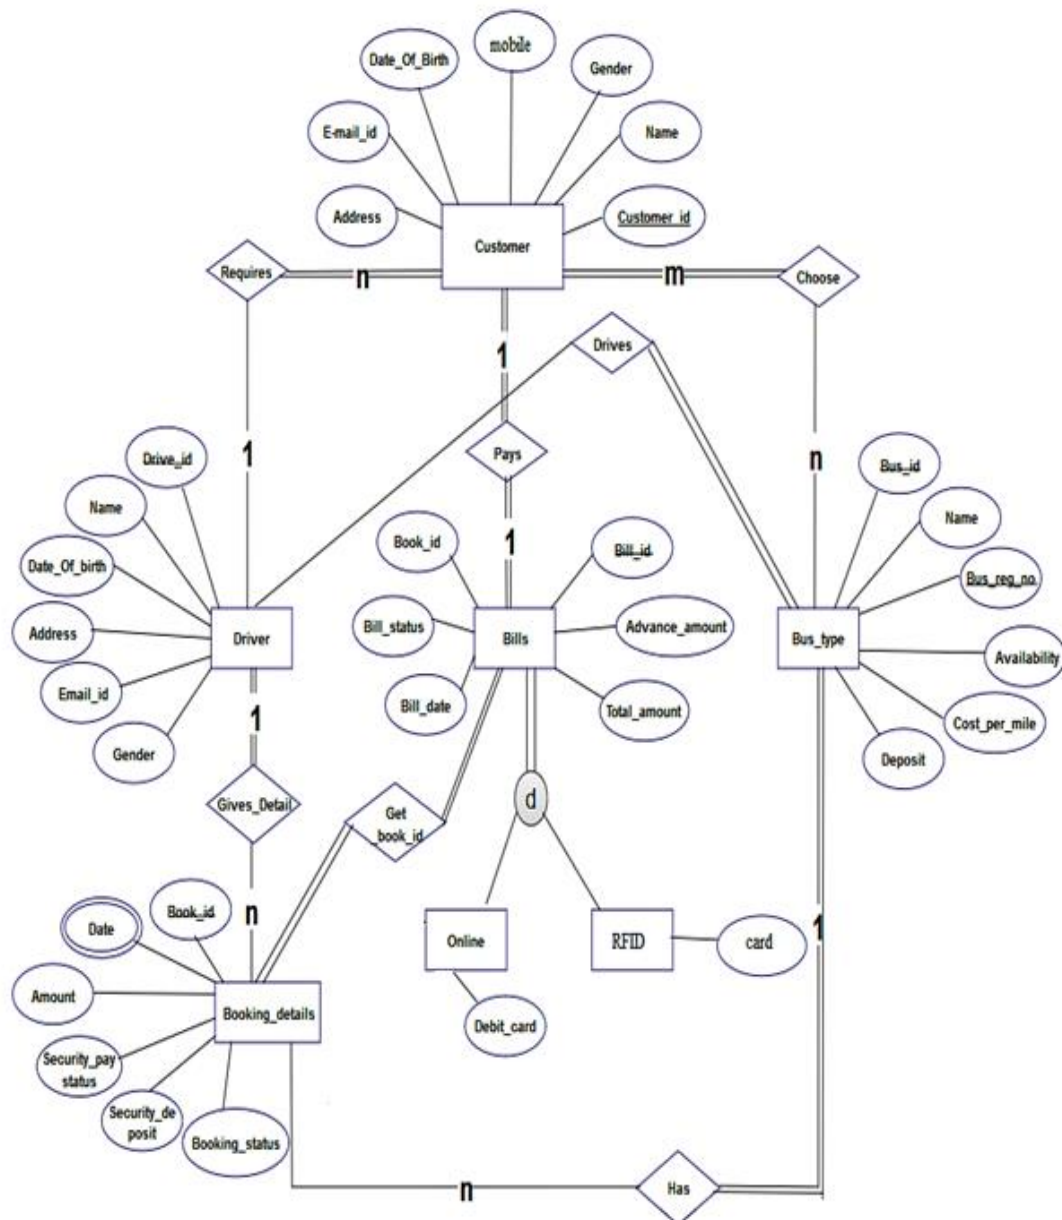 mobile
Date_Of_Birth
Gender
E-mail_id
Name
Address
Customer_id
Customer
Requires
n
m
Choose
1
Drives
Drive_id
1
Pays
n
Bus_id
Name
Book_id
1
Bill_id
Name
Date_Of_birth
Bus_reg_no
Address
Driver
Bill_status
Bills
Advance_amount
Bus_type
Availability
Email_id
Bill_date
Total_amount
Cost_per_mile
1
Gender
Deposit
Gives_Detail
d
Get
_book_id
Date
Book_id
n
Online
RFID
card
1
Amount
Booking_details
Debit_card
Security_pay
status
Security_de
posit
Booking_status
n
Has